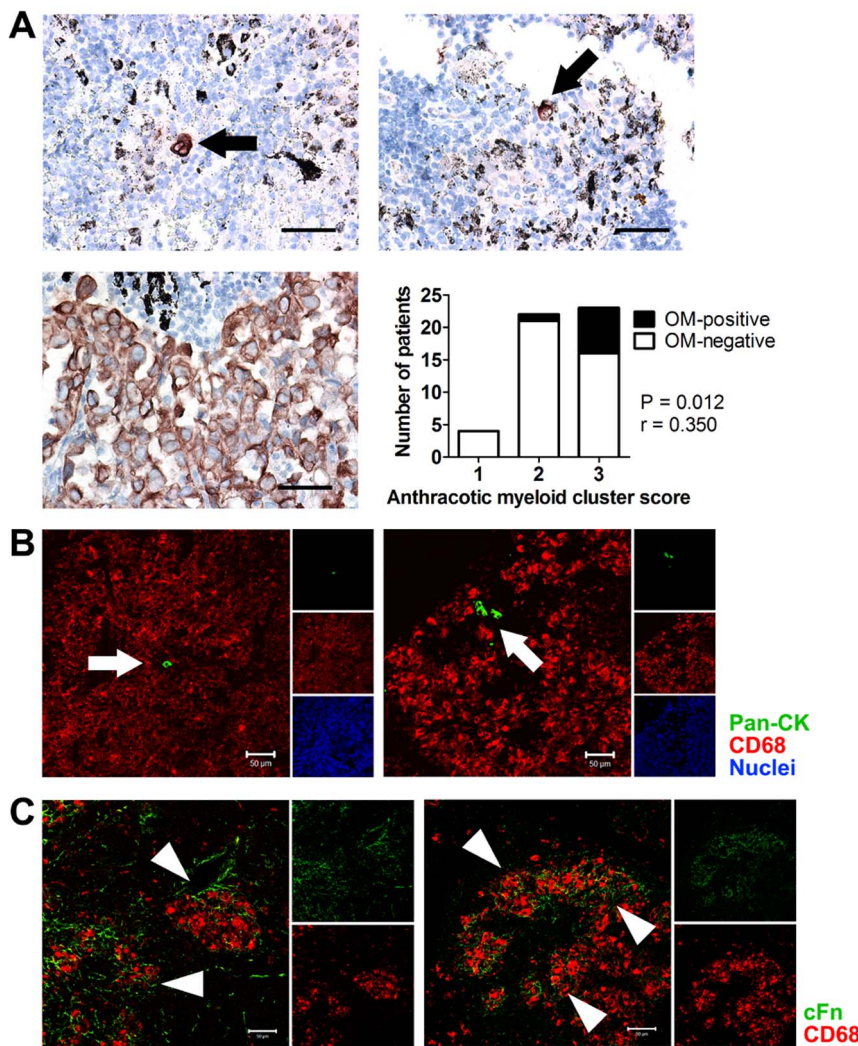 A
25
20
15
10
5
0
Number of patients
1 2 3
Anthracotic myeloid cluster score
OM-positive
OM-negative
P = 0.012
r = 0.350
B
50 µm
50 µm
Pan-CK
CD68
Nuclei
C
cFn
CD68